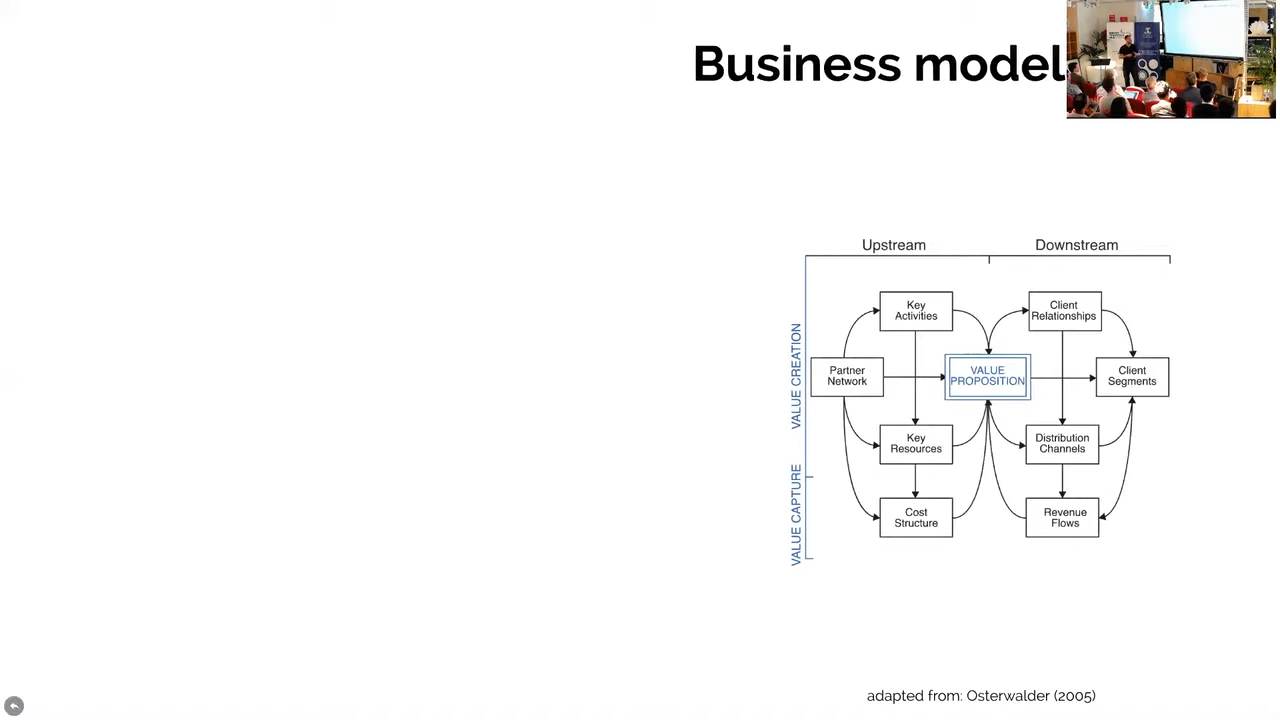 Business model
Upstream
Downstream
VALUE CREATION
VALUE CAPTURE
Key
Activities
Client
Relationships
Partner
Network
VALUE
PROPOSITION
Client
Segments
Key
Resources
Distribution
Channels
Cost
Structure
Revenue
Flows
adapted from: Osterwalder (2005)